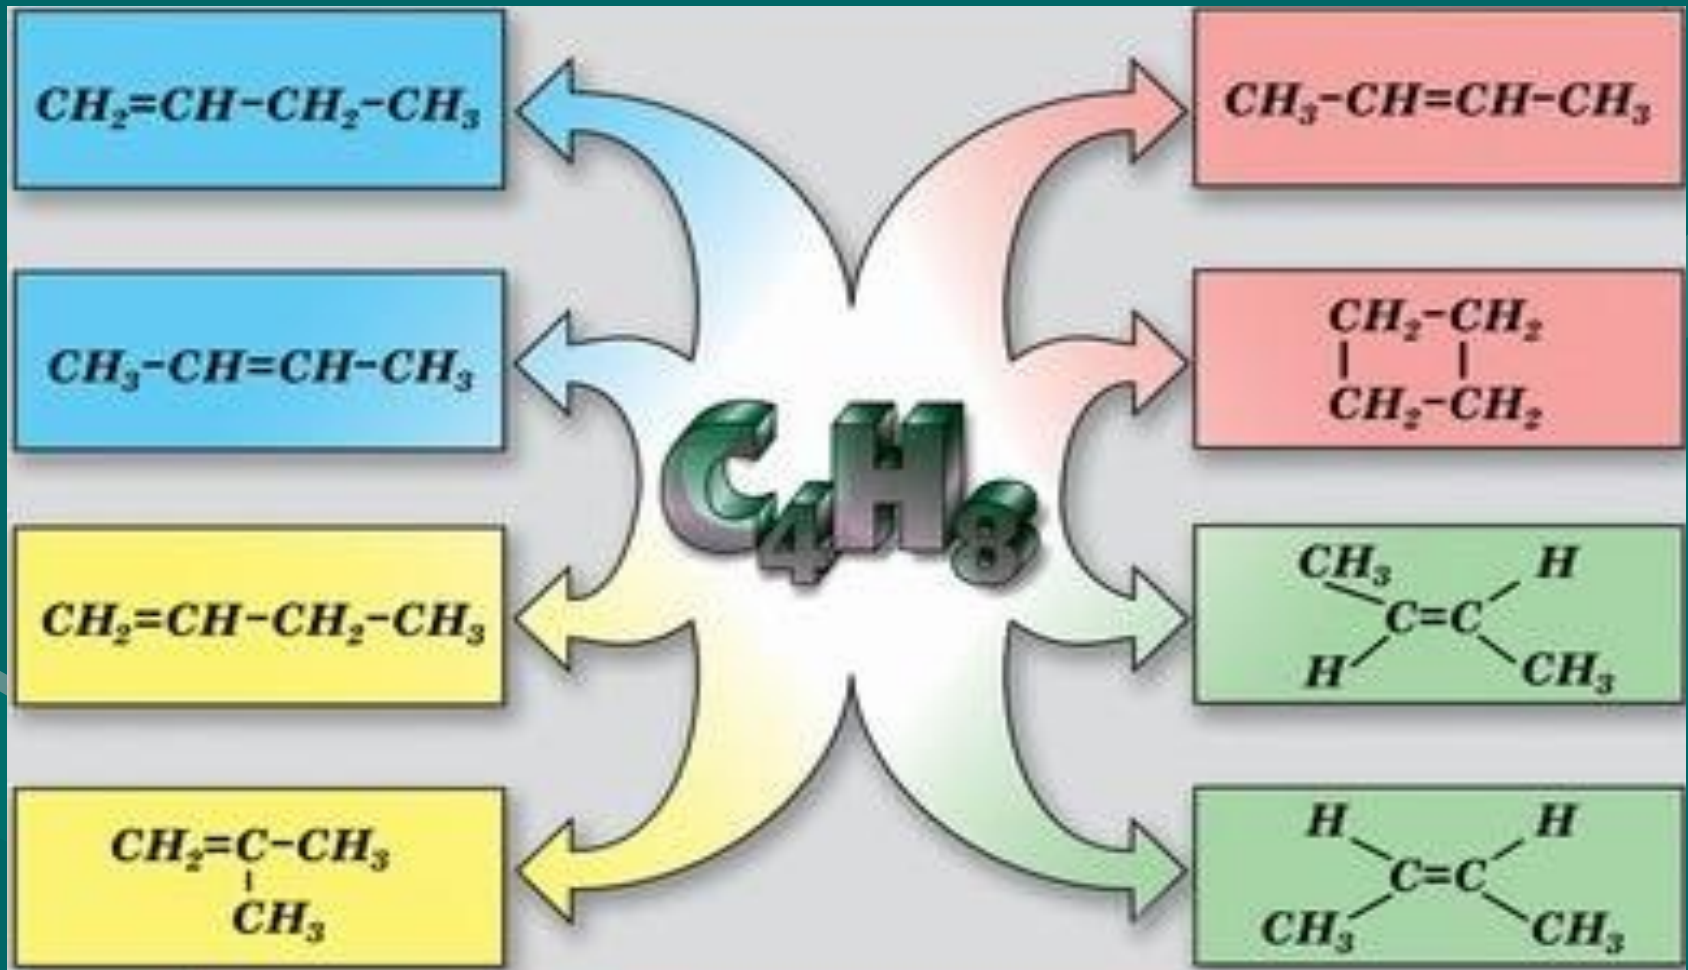 CH₂=CH–CH₂–CH₃
CH₃–CH=CH–CH₃
CH₂=CH–CH₂–CH₃
CH₂=C–CH₃
CH₃
C₄H₈
CH₃–CH=CH–CH₃
CH₂–CH₂
CH₂–CH₂
CH₃ H
C=C
H CH₃
H H
C=C
CH₃ CH₃